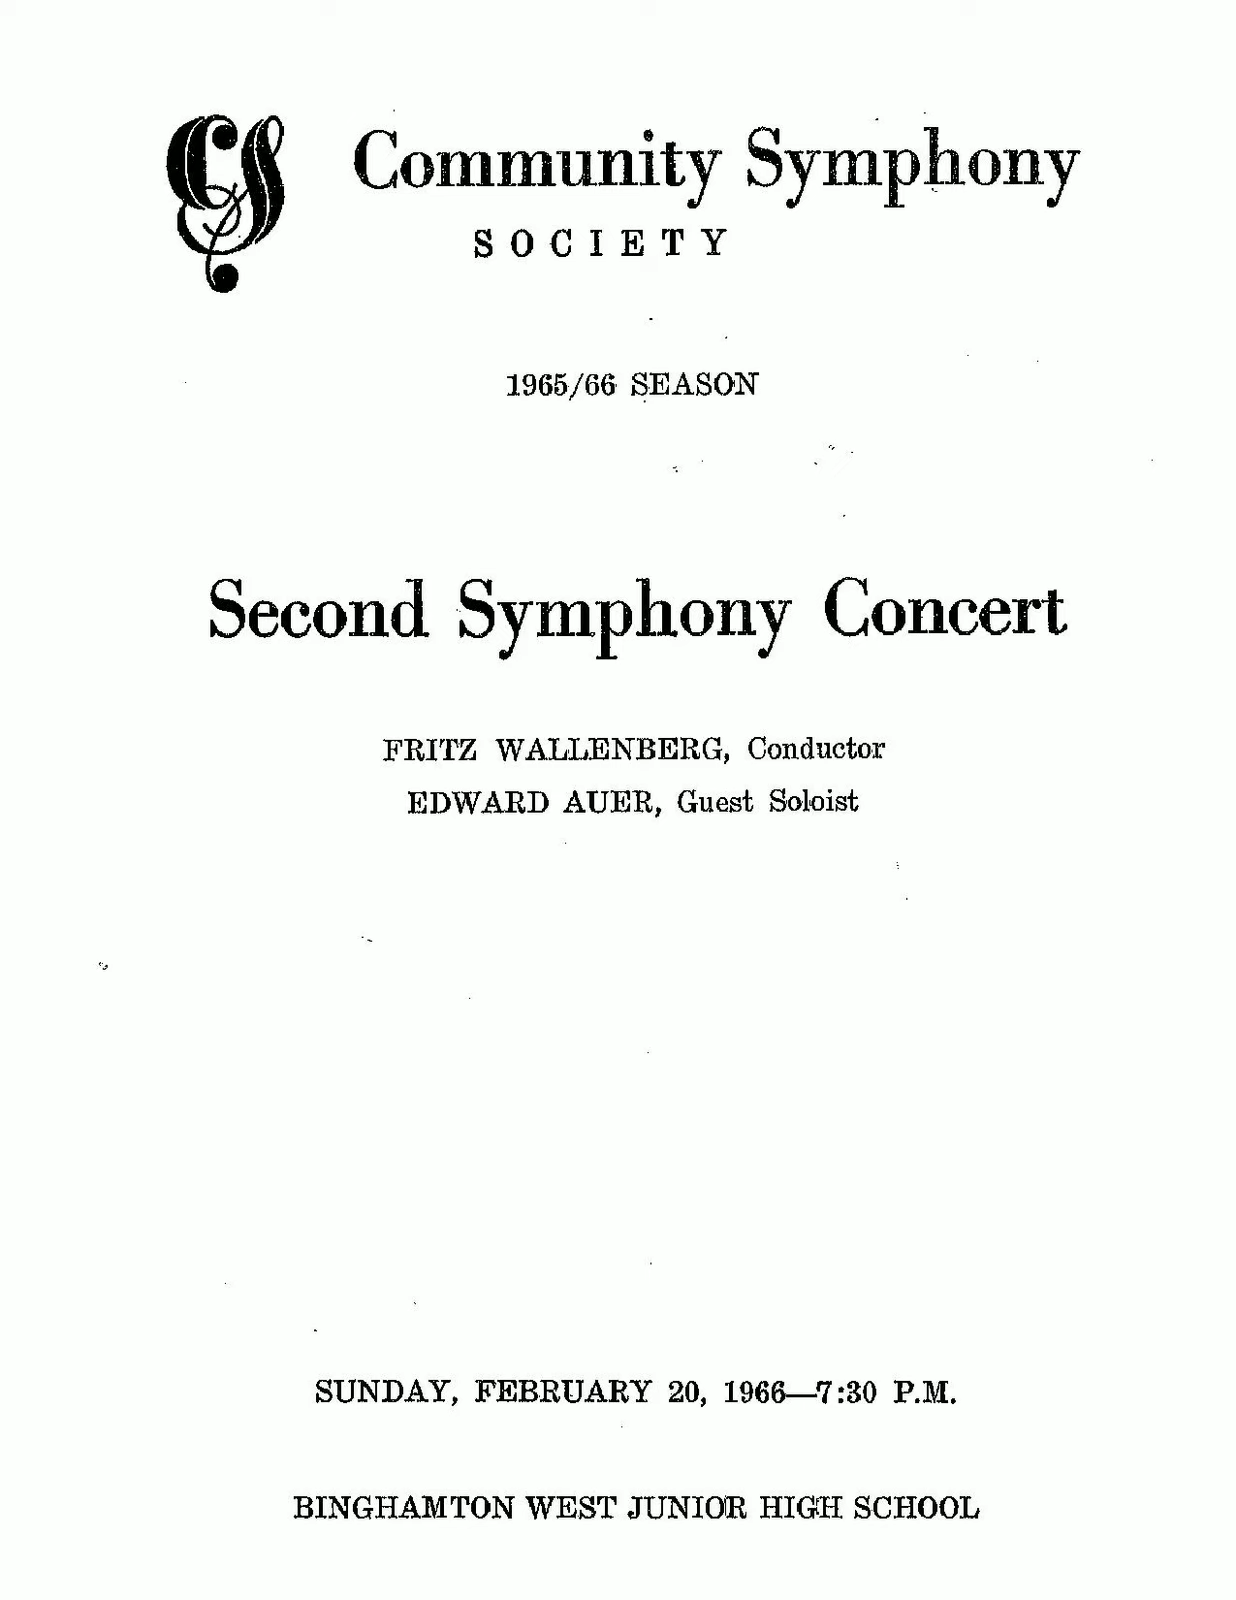 CS
Community Symphony
SOCIETY
1965/66 SEASON
Second Symphony Concert
FRITZ WALLENBERG, Conductor
EDWARD AUER, Guest Soloist
SUNDAY, FEBRUARY 20, 1966—7:30 P.M.
BINGHAMTON WEST JUNIOR HIGH SCHOOL